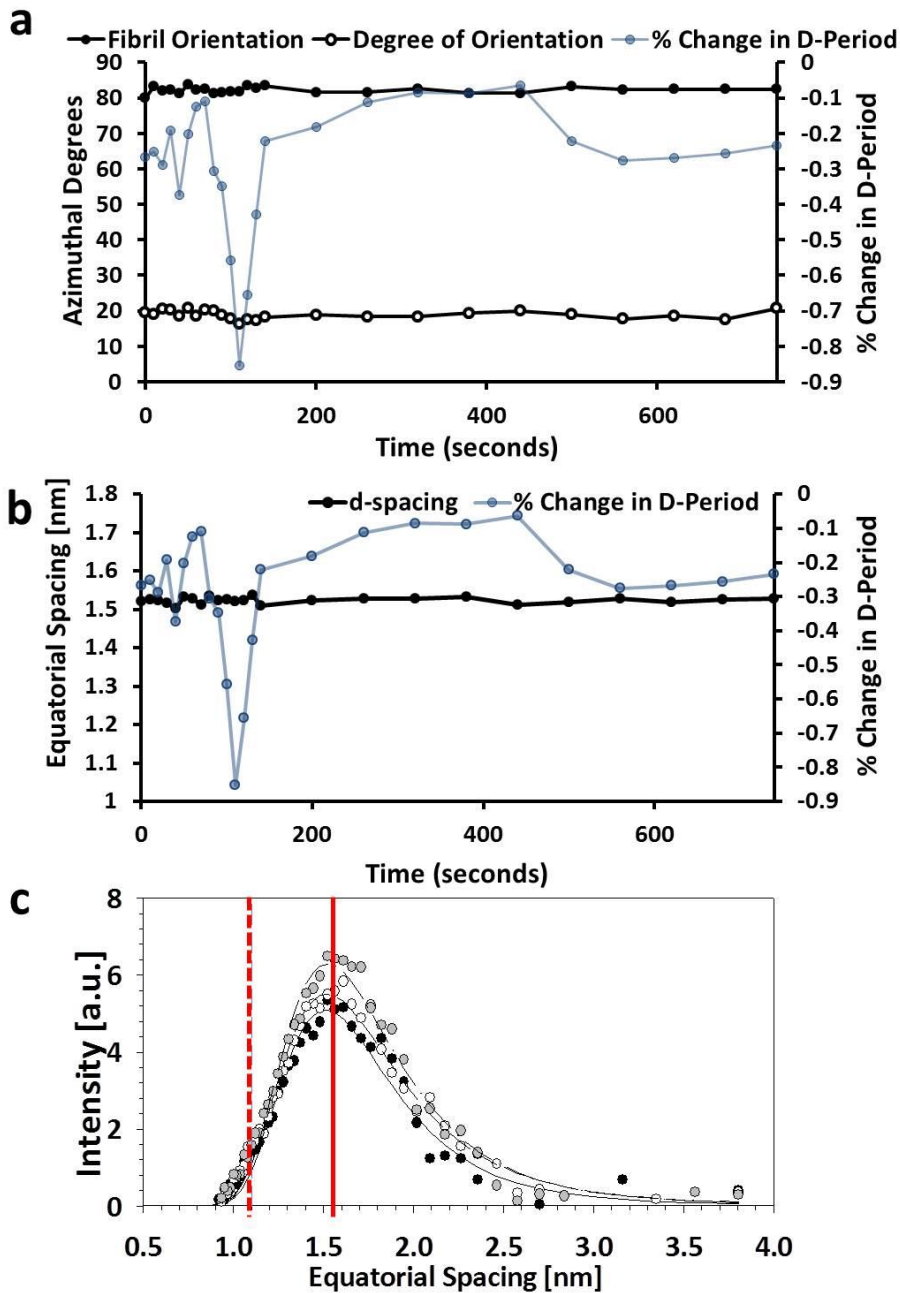 a
Fibril Orientation Degree of Orientation % Change in D-Period
90 0
80 -0.1
70 -0.2
60 -0.3
50 -0.4
40 -0.5
30 -0.6
20 -0.7
10 -0.8
0 -0.9
Azimuthal Degrees
% Change in D-Period
0 200 400 600
Time (seconds)
b
d-spacing % Change in D-Period
1.8 0
1.7 -0.1
1.6 -0.2
1.5 -0.3
1.4 -0.4
1.3 -0.5
1.2 -0.6
1.1 -0.7
1 -0.8
-0.9
Equatorial Spacing [nm]
% Change in D-Period
0 200 400 600
Time (seconds)
c
8
6
4
2
0
Intensity [a.u.]
0.5 1.0 1.5 2.0 2.5 3.0 3.5 4.0
Equatorial Spacing [nm]